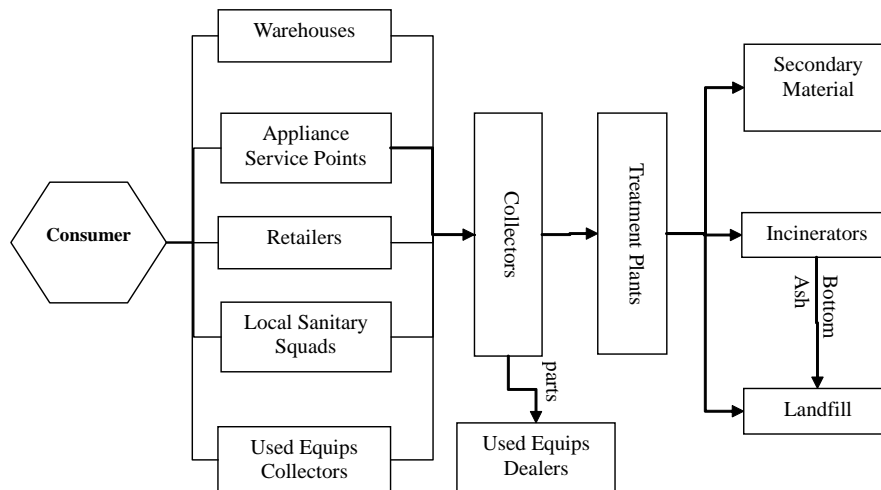 Warehouses
Appliance
Service Points
Consumer
Retailers
Local Sanitary
Squads
Used Equips
Collectors
Collectors
parts
Used Equips
Dealers
Treatment Plants
Secondary
Material
Incinerators
Bottom
Ash
Landfill